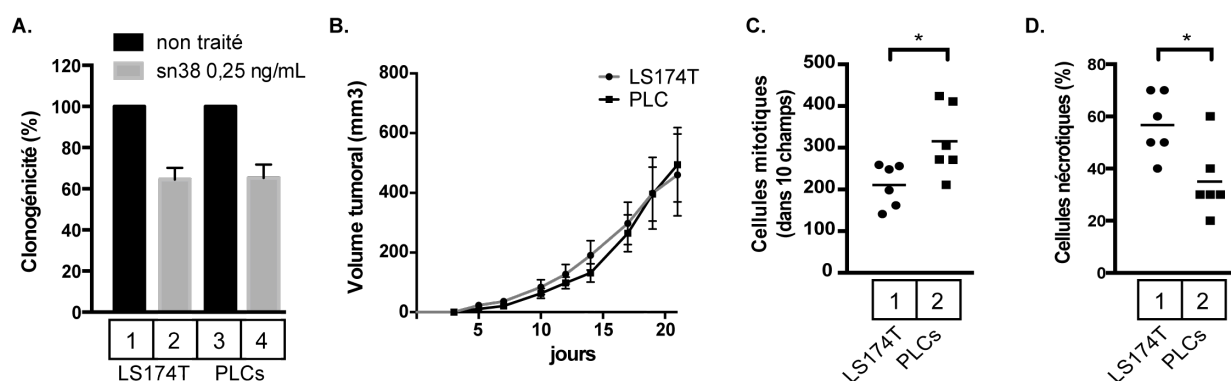 A.
non traité
sn38 0,25 ng/mL
Clonogénicité (%)
120
100
80
60
40
20
0
1 2 3 4
LS174T PLCs
B.
Volume tumoral (mm3)
800
600
400
200
0
5 10 15 20
jours
LS174T
PLC
C.
*
Cellules mitotiques
(dans 10 champs)
500
400
300
200
100
0
1 2
LS174T PLCs
D.
*
Cellules nécrotiques (%)
80
60
40
20
0
1 2
LS174T PLCs